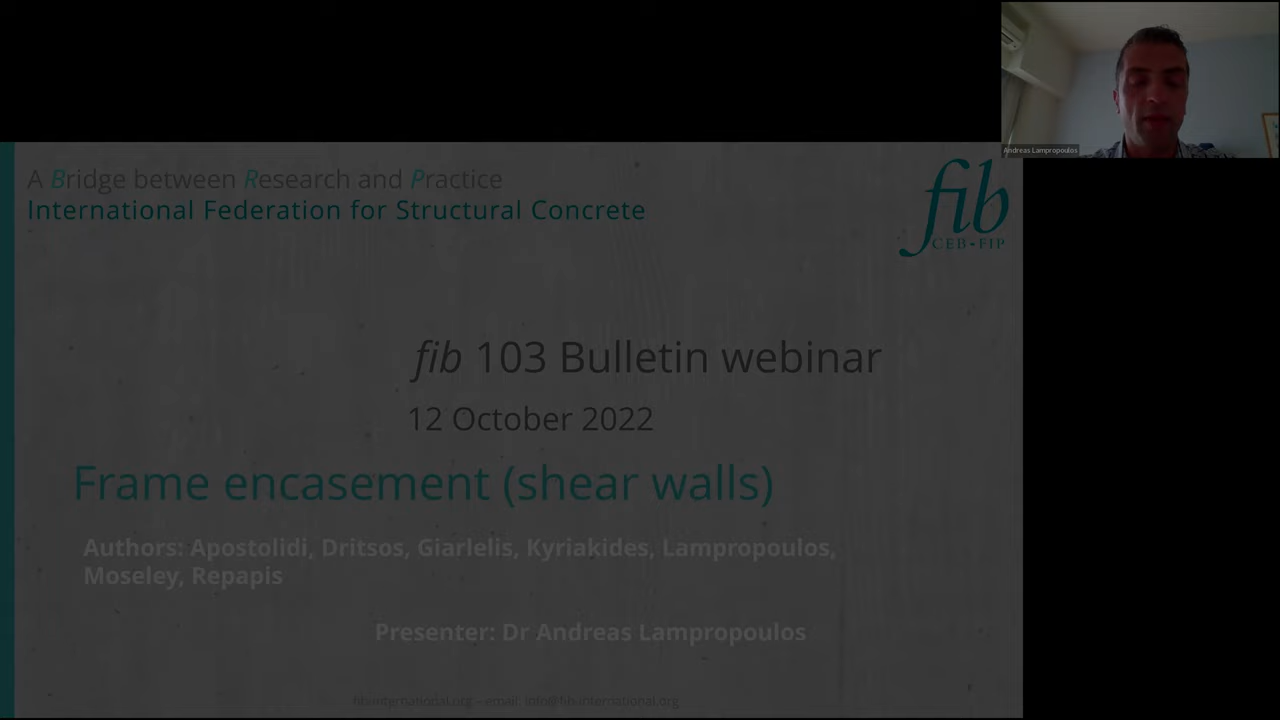 Andreas Lampropoulos
A Bridge between Research and Practice
International Federation for Structural Concrete
fib
CEB-FIP
fib 103 Bulletin webinar
12 October 2022
Frame encasement (shear walls)
Authors: Apostolidi, Dritsos, Giarlelis, Kyriakides, Lampropoulos,
Moseley, Repapis
Presenter: Dr Andreas Lampropoulos
fib-international.org – email: info@fib-international.org